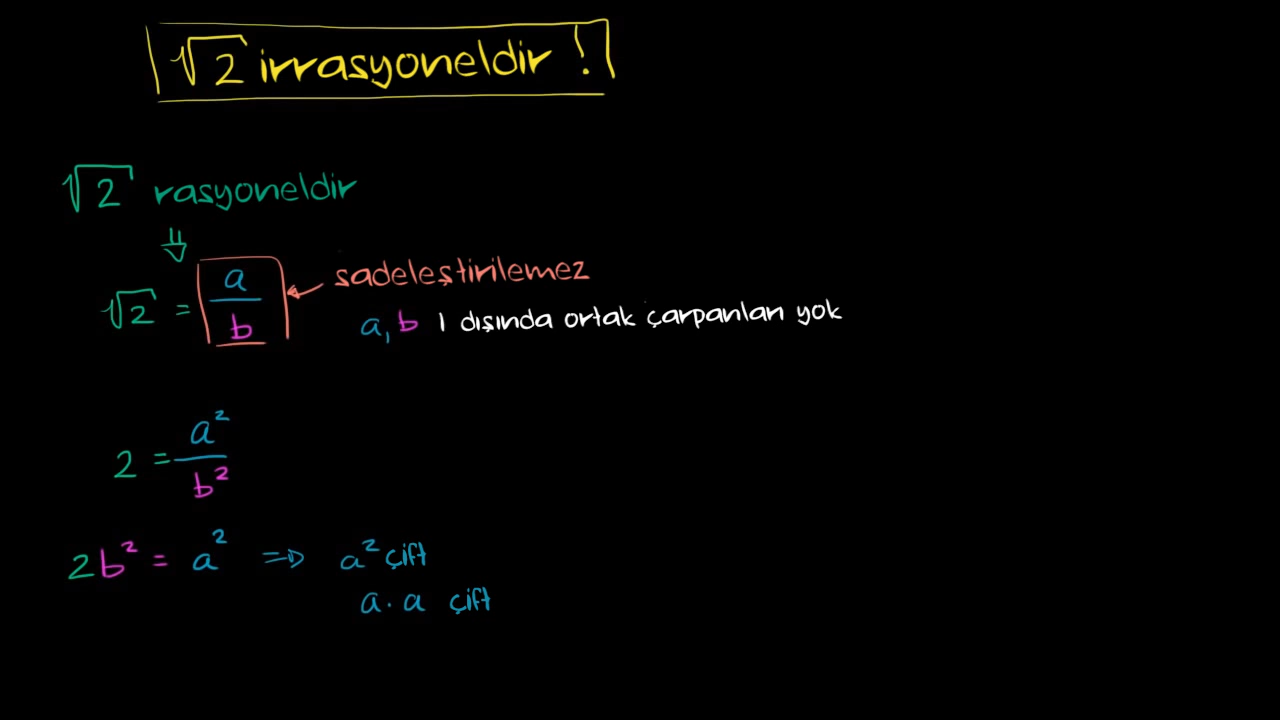 √2 irrasyoneldir !
√2 rasyoneldir
⇓
√2 = a/b ← sadeleştirilemez
a, b 1 dışında ortak çarpanları yok
2 = a²/b²
2b² = a² ⇒ a² çift
a · a çift